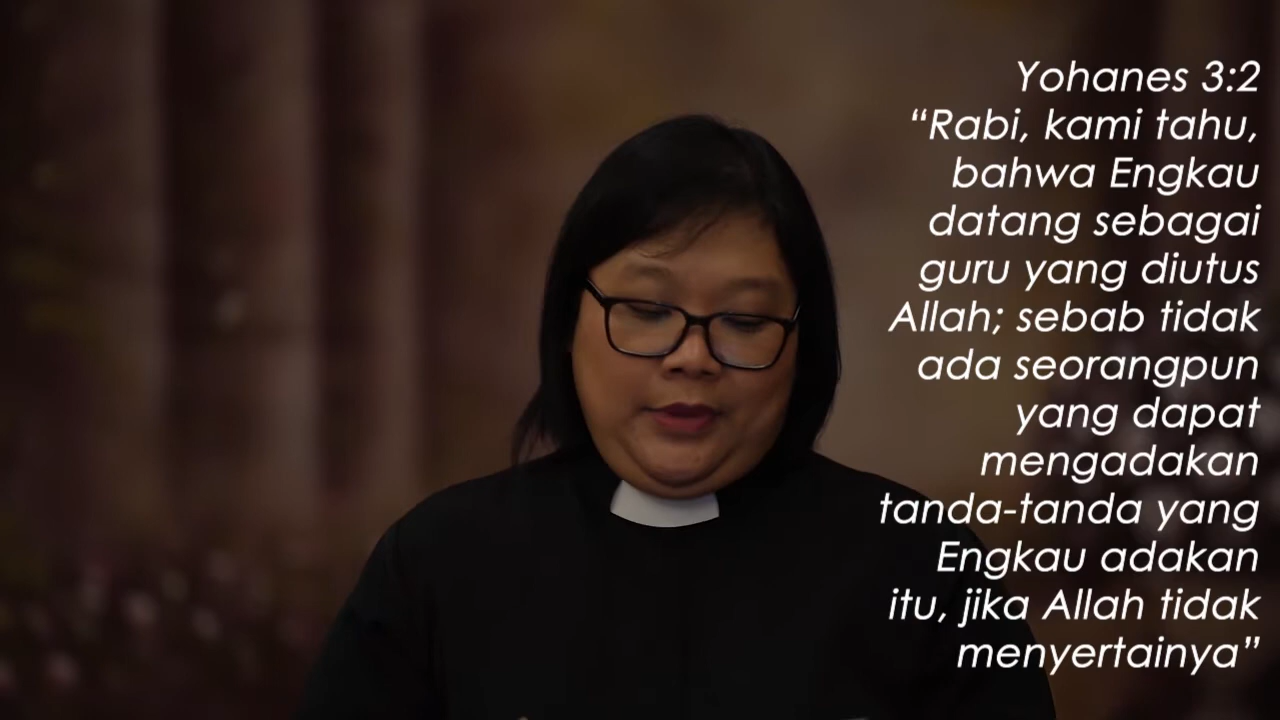 Yohanes 3:2
“Rabi, kami tahu,
bahwa Engkau
datang sebagai
guru yang diutus
Allah; sebab tidak
ada seorangpun
yang dapat
mengadakan
tanda-tanda yang
Engkau adakan
itu, jika Allah tidak
menyertainya”